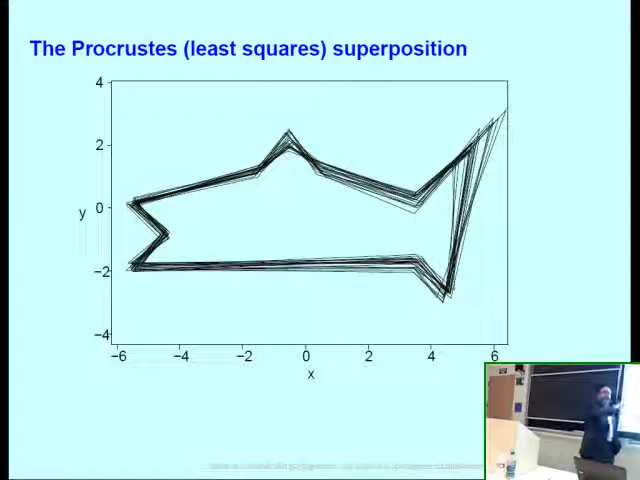 The Procrustes (least squares) superposition
4
2
y 0
−2
−4
−6 −4 −2 0 2 4 6
x